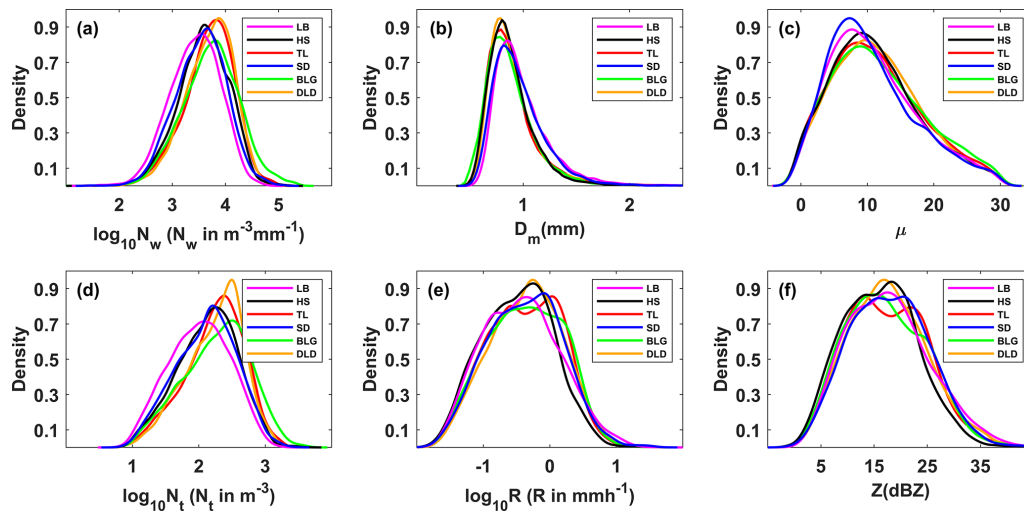 (a)
Density
0.9
0.7
0.5
0.3
0.1
2 3 4 5
log10Nw (Nw in m-3mm-1)
LB
HS
TL
SD
BLG
DLD
(b)
Density
0.9
0.7
0.5
0.3
0.1
1 2
Dm(mm)
LB
HS
TL
SD
BLG
DLD
(c)
Density
0.9
0.7
0.5
0.3
0.1
0 10 20 30
μ
LB
HS
TL
SD
BLG
DLD
(d)
Density
0.9
0.7
0.5
0.3
0.1
1 2 3
log10Nt (Nt in m-3)
LB
HS
TL
SD
BLG
DLD
(e)
Density
0.9
0.7
0.5
0.3
0.1
-1 0 1
log10R (R in mmh-1)
LB
HS
TL
SD
BLG
DLD
(f)
Density
0.9
0.7
0.5
0.3
0.1
5 15 25 35
Z(dBZ)
LB
HS
TL
SD
BLG
DLD